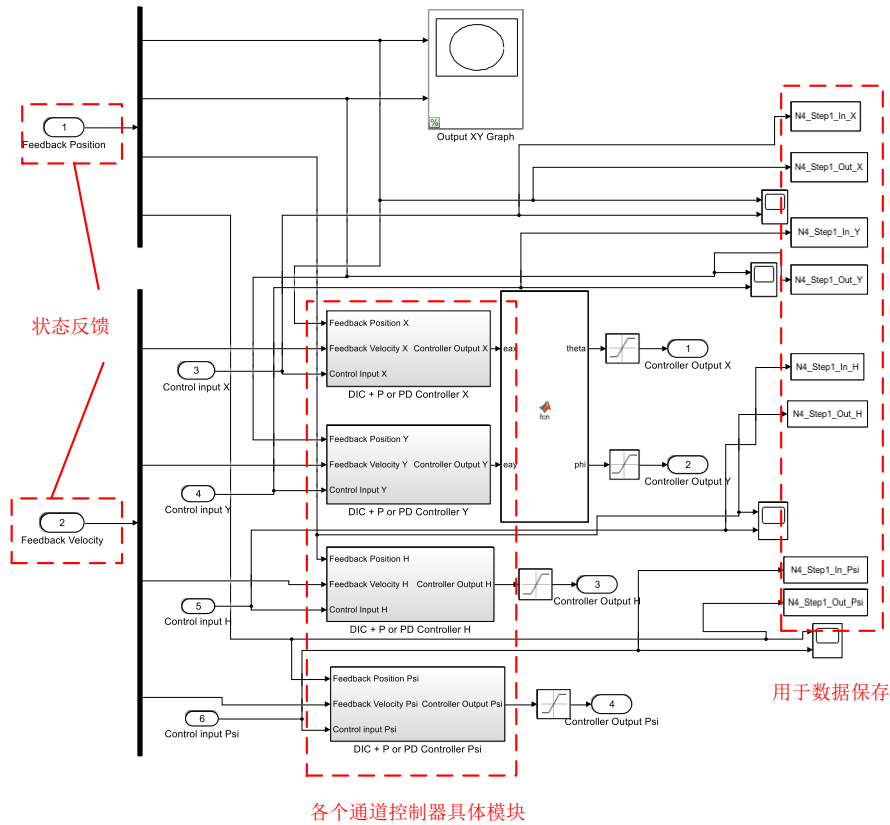 %
Output XY Graph
1
Feedback Position
N4_Step1_In_X
N4_Step1_Out_X
N4_Step1_In_Y
N4_Step1_Out_Y
状态反馈
Feedback Position X
Feedback Velocity X
Controller Output X
Control Input X
DIC + P or PD Controller X
3
Control input X
eax
theta
1
Controller Output X
N4_Step1_In_H
N4_Step1_Out_H
fcn
Feedback Position Y
Feedback Velocity Y
Controller Output Y
Control Input Y
DIC + P or PD Controller Y
4
Control input Y
eay
phi
2
Controller Output Y
2
Feedback Velocity
Feedback Position H
Feedback Velocity H
Controller Output H
Control Input H
DIC + P or PD Controller H
5
Control input H
3
Controller Output H
N4_Step1_In_Psi
N4_Step1_Out_Psi
Feedback Position Psi
Feedback Velocity Psi
Controller Output Psi
Control input Psi
DIC + P or PD Controller Psi
6
Control input Psi
4
Controller Output Psi
用于数据保存
各个通道控制器具体模块